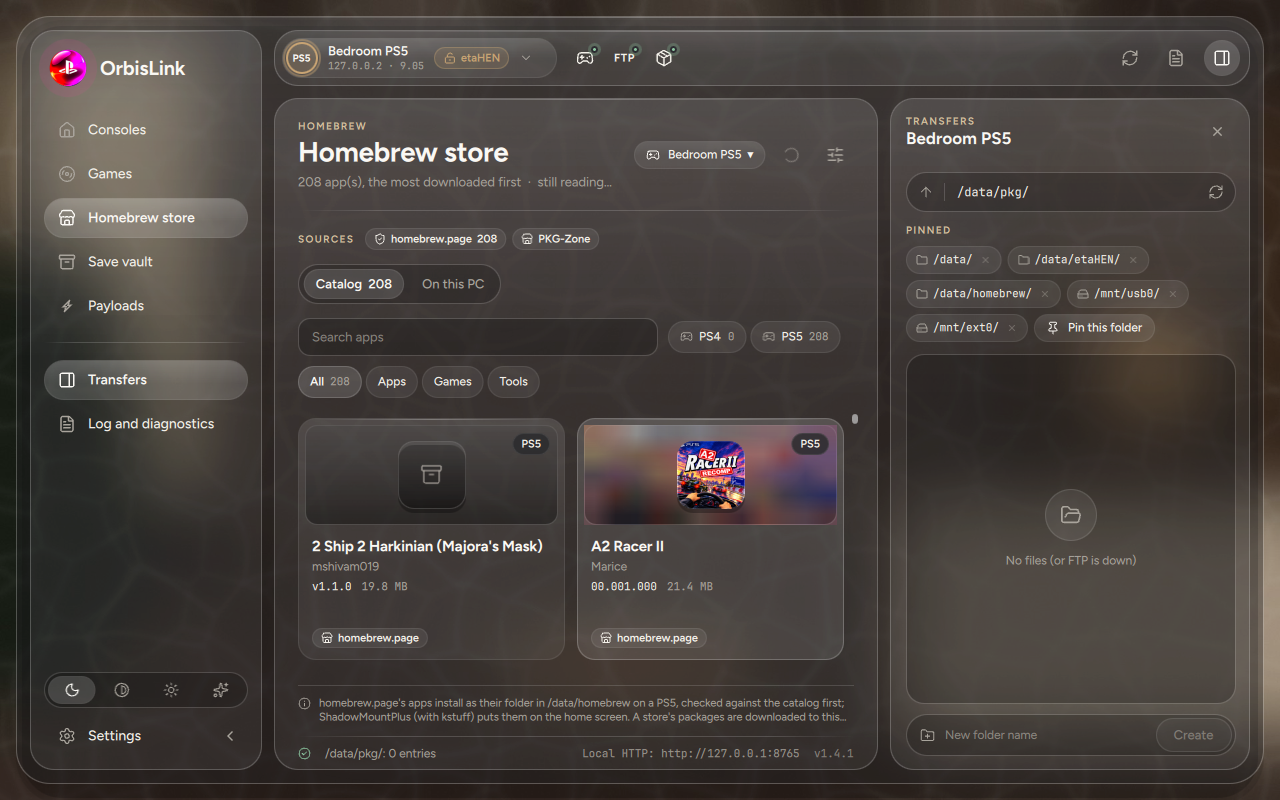 OrbisLink
Consoles
Games
Homebrew store
Save vault
Payloads
Transfers
Log and diagnostics
Settings
PS5
Bedroom PS5
127.0.0.2 · 9.05
etaHEN
FTP
HOMEBREW
Homebrew store
208 app(s), the most downloaded first · still reading...
Bedroom PS5 ▾
SOURCES homebrew.page 208 PKG-Zone
Catalog 208 On this PC
Search apps
PS4 0 PS5 208
All 208 Apps Games Tools
PS5
2 Ship 2 Harkinian (Majora's Mask)
mshivam019
v1.1.0 19.8 MB
homebrew.page
PS5
A2
RACER II
RECOMP
A2 Racer II
Marice
00.001.000 21.4 MB
homebrew.page
homebrew.page's apps install as their folder in /data/homebrew on a PS5, checked against the catalog first;
ShadowMountPlus (with kstuff) puts them on the home screen. A store's packages are downloaded to this...
/data/pkg/: 0 entries
Local HTTP: http://127.0.0.1:8765 v1.4.1
TRANSFERS
Bedroom PS5
/data/pkg/
PINNED
/data/ × /data/etaHEN/ ×
/data/homebrew/ × /mnt/usb0/ ×
/mnt/ext0/ × Pin this folder
No files (or FTP is down)
New folder name
Create